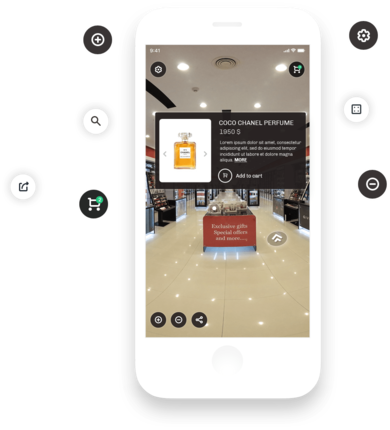 9:41
COCO CHANEL PERFUME
1950 $
Lorem ipsum dolor sit amet, consectetur
adipiscing elit, sed do eiusmod tempor
incididunt ut labore et dolore magna
aliqua. MORE
Add to cart
Exclusive gifts
Special offers
and more....